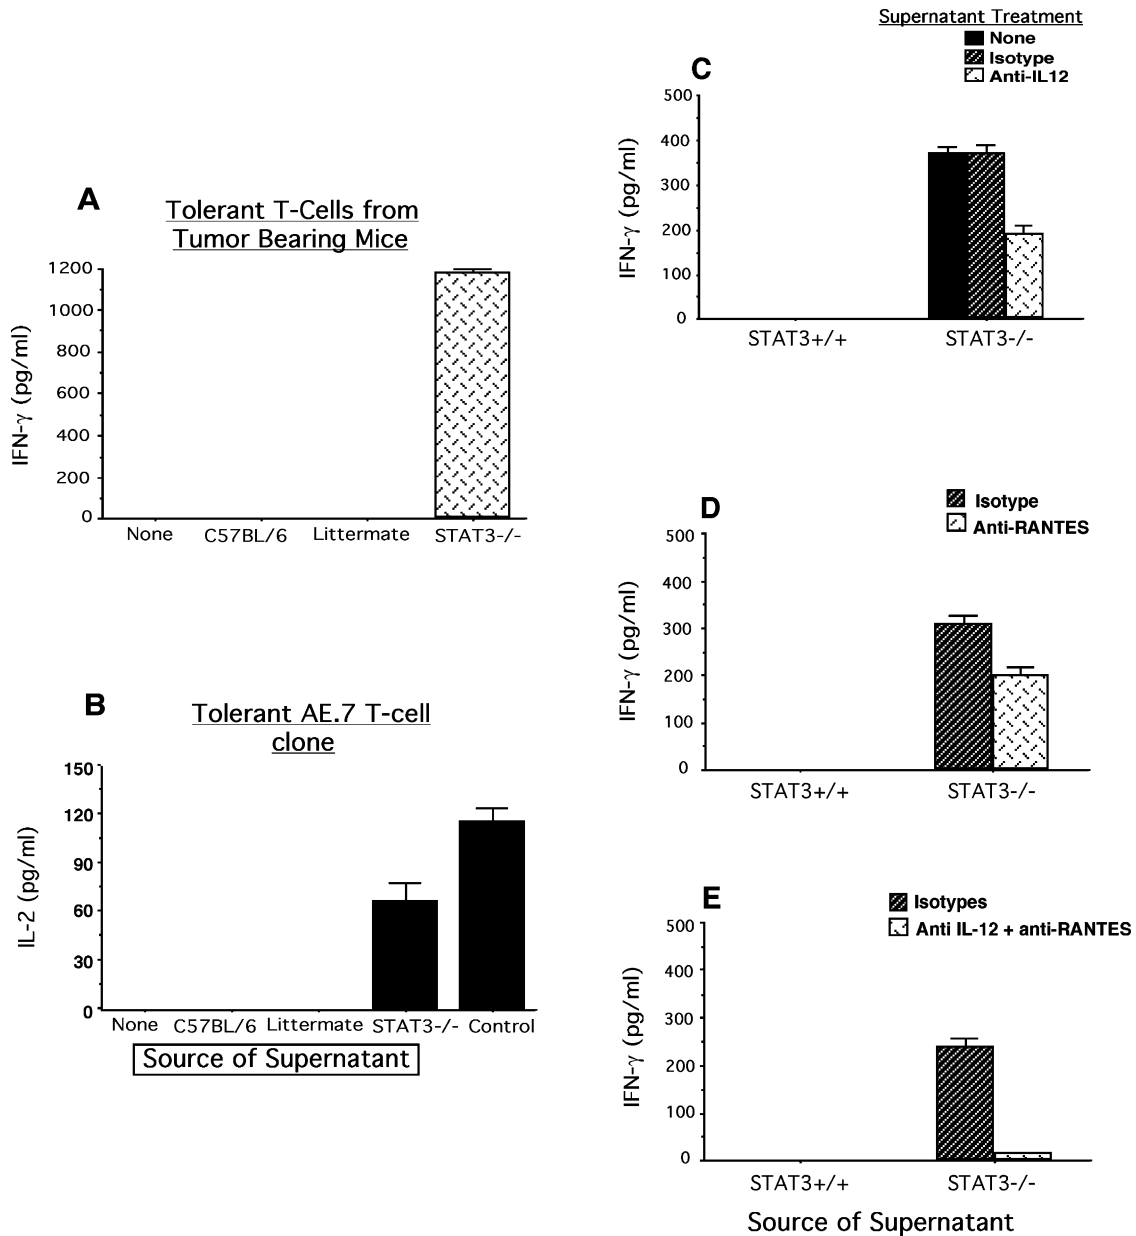 A
Tolerant T-Cells from
Tumor Bearing Mice
IFN-γ (pg/ml)
1200
1000
800
600
400
200
0
None C57BL/6 Littermate STAT3-/-
B
Tolerant AE.7 T-cell
clone
IL-2 (pg/ml)
150
120
90
60
30
0
None C57BL/6 Littermate STAT3-/- Control
Source of Supernatant
Supernatant Treatment
None
Isotype
Anti-IL12
C
IFN-γ (pg/ml)
500
400
300
200
100
0
STAT3+/+ STAT3-/-
D
Isotype
Anti-RANTES
IFN-γ (pg/ml)
500
400
300
200
100
0
STAT3+/+ STAT3-/-
E
Isotypes
Anti IL-12 + anti-RANTES
IFN-γ (pg/ml)
500
400
300
200
100
0
STAT3+/+ STAT3-/-
Source of Supernatant